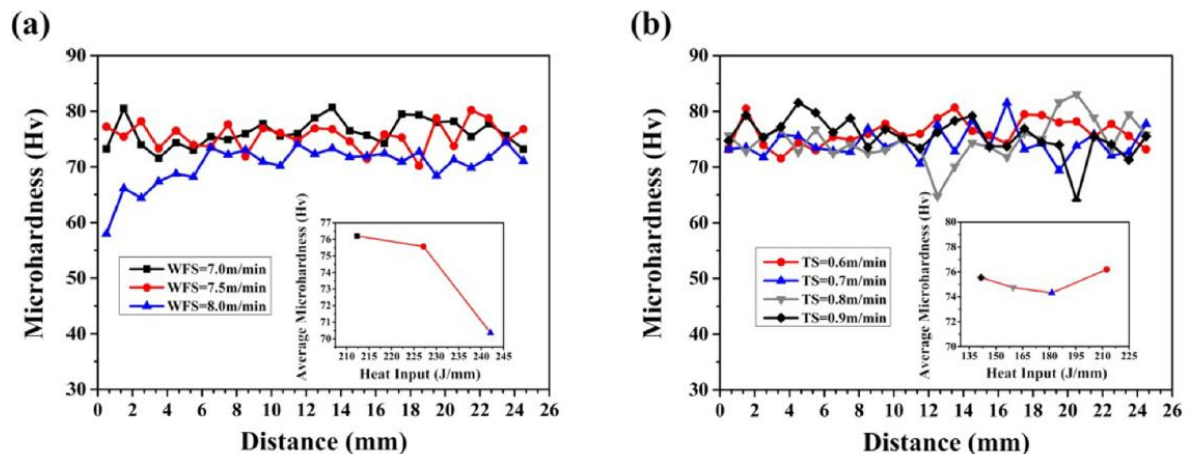 (a)
90
80
70
60
50
40
30
Microhardness (Hv)
0 2 4 6 8 10 12 14 16 18 20 22 24 26
Distance (mm)
WFS=7.0m/min
WFS=7.5m/min
WFS=8.0m/min
Average Microhardness (Hv)
77
76
75
74
73
72
71
70
210 215 220 225 230 235 240 245
Heat Input (J/mm)
(b)
90
80
70
60
50
40
30
Microhardness (Hv)
0 2 4 6 8 10 12 14 16 18 20 22 24 26
Distance (mm)
TS=0.6m/min
TS=0.7m/min
TS=0.8m/min
TS=0.9m/min
Average Microhardness (Hv)
80
78
76
74
72
70
135 150 165 180 195 210 225
Heat Input (J/mm)